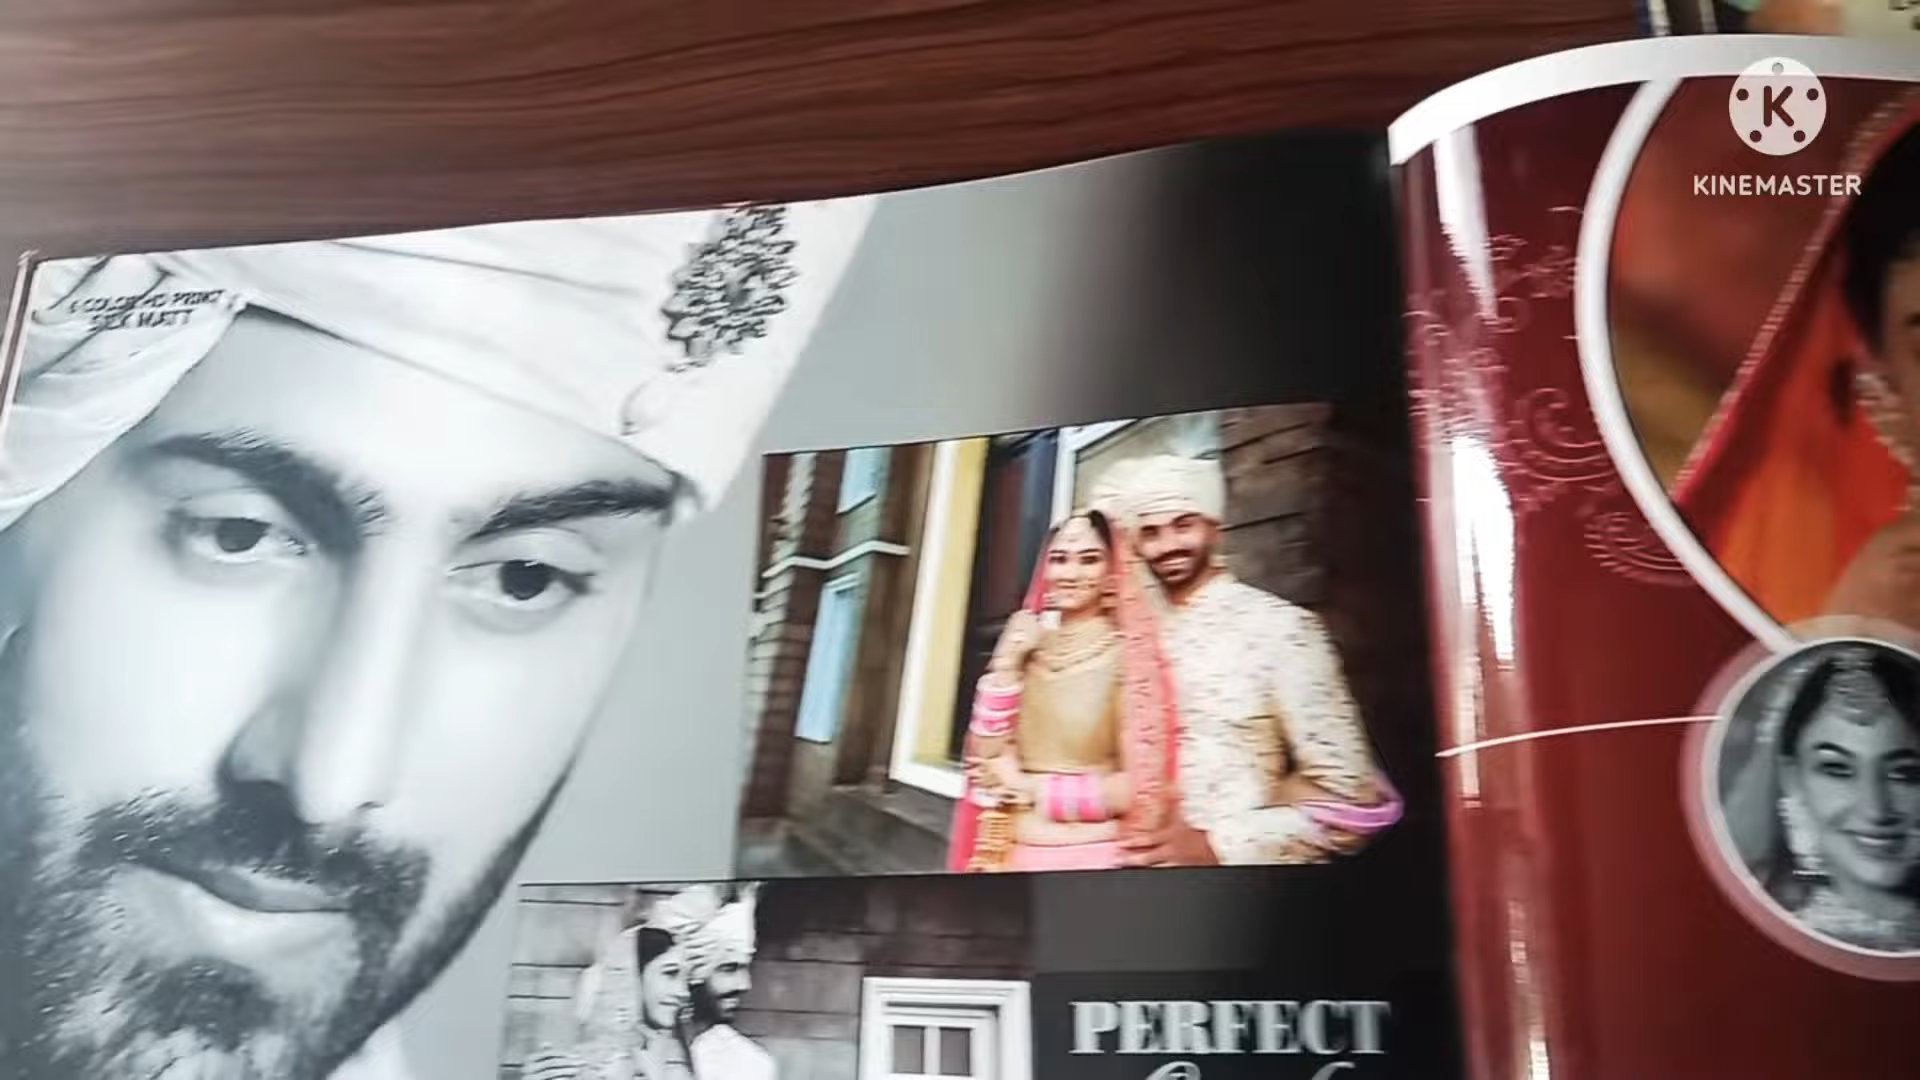 K
KINEMASTER
6 COLOR HD PRINT
SILK MATT
PERFECT